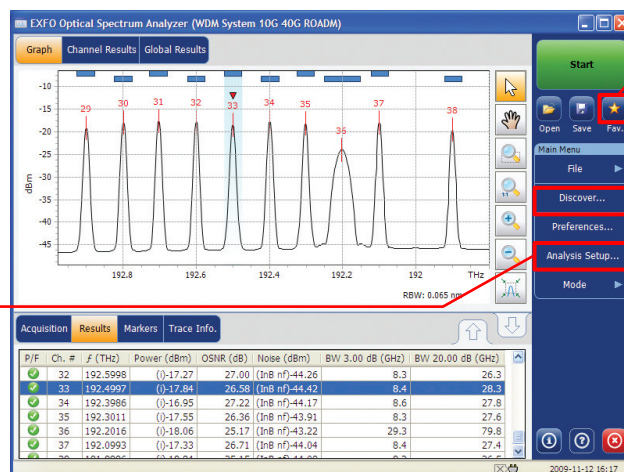 EXFO Optical Spectrum Analyzer (WDM System 10G 40G ROADM)
Graph Channel Results Global Results
Start
Open Save Fav.
Main Menu
File
Discover...
Preferences...
Analysis Setup...
Mode
-10
-15
-20
-25
-30
-35
-40
-45
dBm
29 30 31 32 33 34 35 36 37 38
192.8 192.6 192.4 192.2 192 THz
RBW: 0.065 nm
Acquisition Results Markers Trace Info.
P/F Ch. # f (THz) Power (dBm) OSNR (dB) Noise (dBm) BW 3.00 dB (GHz) BW 20.00 dB (GHz)
32 192.5998 (i)-17.27 27.00 (InB nf)-44.26 8.3 26.3
33 192.4997 (i)-17.84 26.58 (InB nf)-44.42 8.4 28.3
34 192.3986 (i)-16.95 27.22 (InB nf)-44.17 8.6 27.8
35 192.3011 (i)-17.55 26.36 (InB nf)-43.91 8.3 27.6
36 192.2016 (i)-18.06 25.17 (InB nf)-43.22 29.3 79.8
37 192.0993 (i)-17.33 26.71 (InB nf)-44.04 8.4 27.4
2009-11-12 16:17